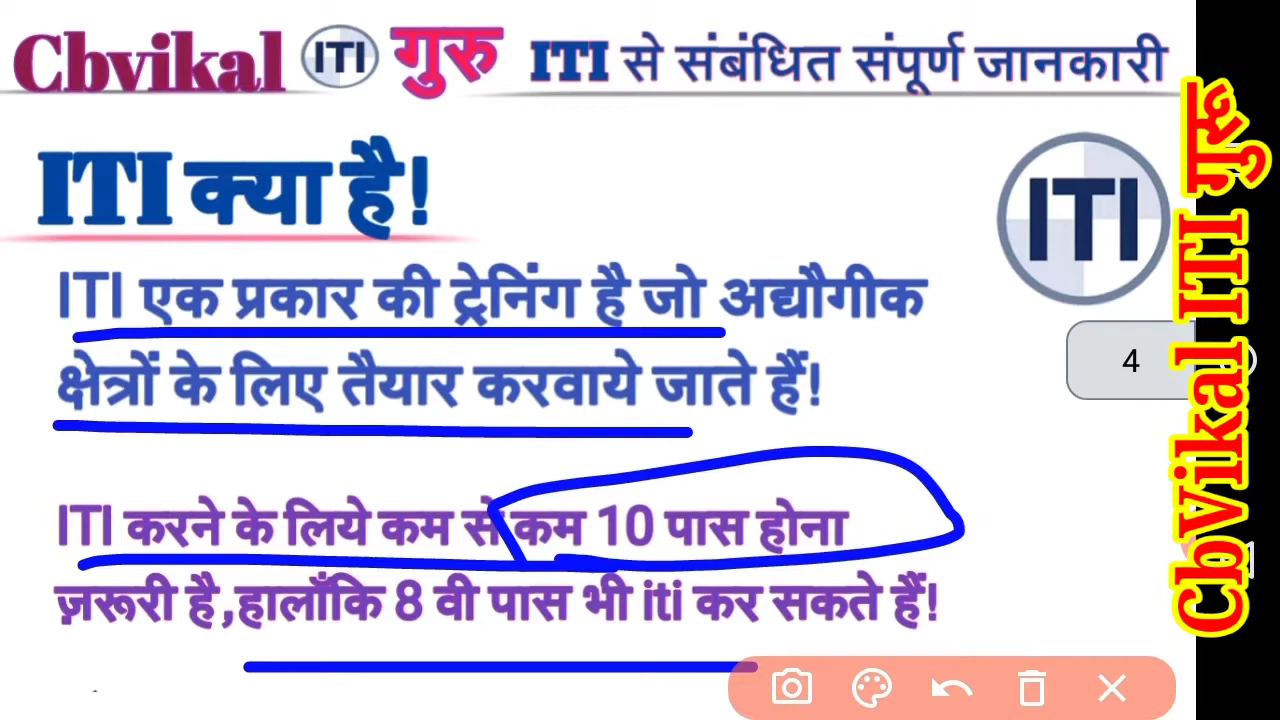 Cbvikal ITI गुरु ITI से संबंधित संपूर्ण जानकारी
ITI क्या है!
ITI
ITI एक प्रकार की ट्रेनिंग है जो अद्यौगीक
क्षेत्रों के लिए तैयार करवाये जाते हैं!
4
ITI करने के लिये कम से कम 10 पास होना
ज़रूरी है,हालाँकि 8 वी पास भी iti कर सकते हैं!
CbVikal ITI गुरू